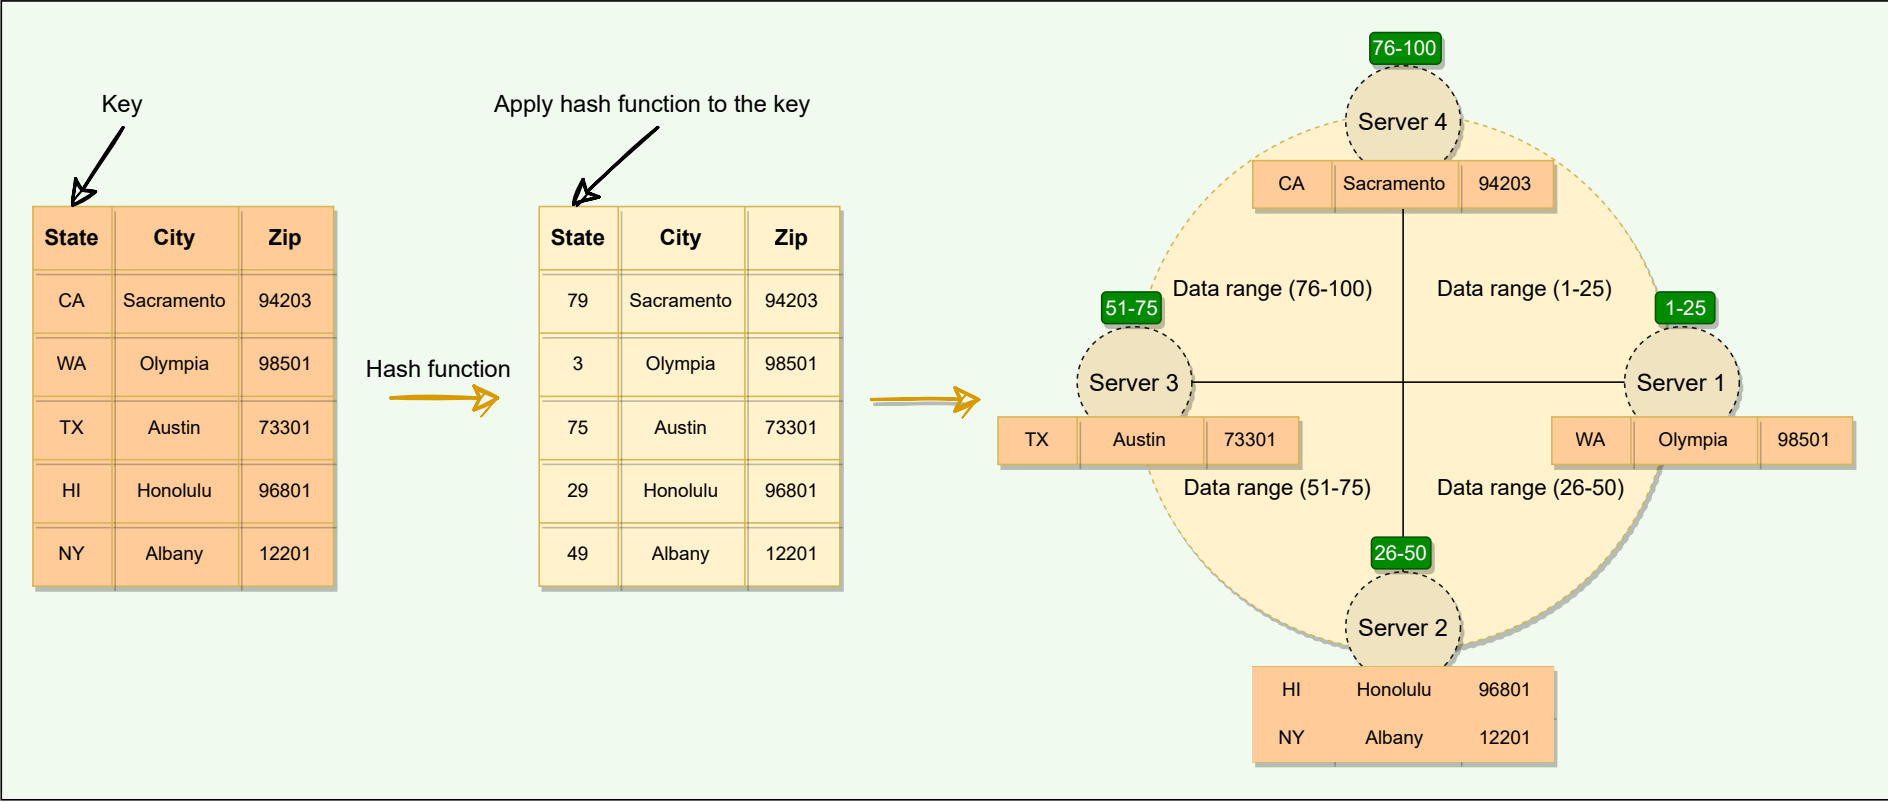 Key
State City Zip
CA Sacramento 94203
WA Olympia 98501
TX Austin 73301
HI Honolulu 96801
NY Albany 12201
Hash function
Apply hash function to the key
State City Zip
79 Sacramento 94203
3 Olympia 98501
75 Austin 73301
29 Honolulu 96801
49 Albany 12201
76-100
Server 4
CA Sacramento 94203
Data range (76-100) Data range (1-25)
51-75
Server 3
TX Austin 73301
1-25
Server 1
WA Olympia 98501
Data range (51-75) Data range (26-50)
26-50
Server 2
HI Honolulu 96801
NY Albany 12201